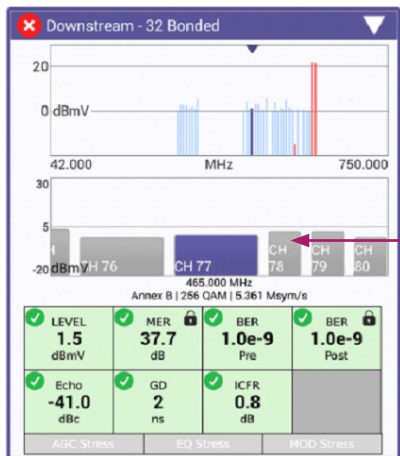 Downstream - 32 Bonded
20
0 dBmV
42.000 MHz 750.000
30
5
-20 dBmV
CH 76 CH 77 CH 78 CH 79 CH 80
465.000 MHz
Annex B | 256 QAM | 5.361 Msym/s
LEVEL MER BER BER
1.5 37.7 1.0e-9 1.0e-9
dBmV dB Pre Post
Echo GD ICFR
-41.0 2 0.8
dBc ns dB
AGC Stress EQ Stress MOD Stress